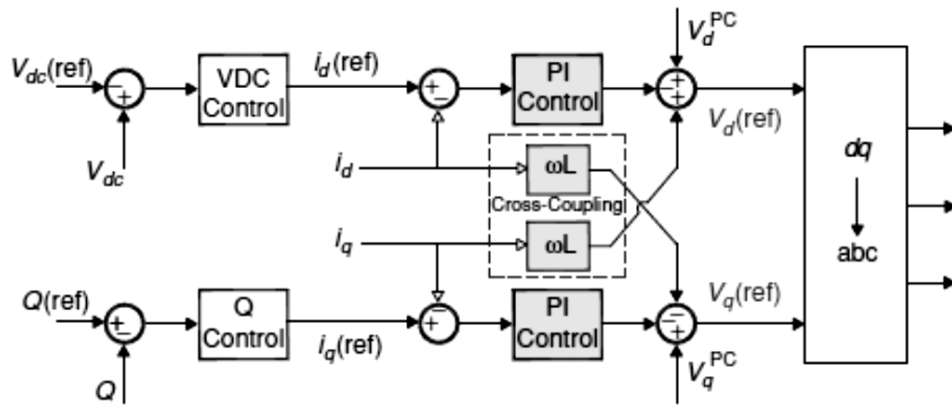 V_d^PC
V_dc(ref)
VDC
Control
i_d(ref)
PI
Control
V_d(ref)
V_dc
i_d
ωL
Cross-Coupling
dq
abc
i_q
ωL
Q(ref)
Q
Control
i_q(ref)
PI
Control
V_q(ref)
Q
V_q^PC